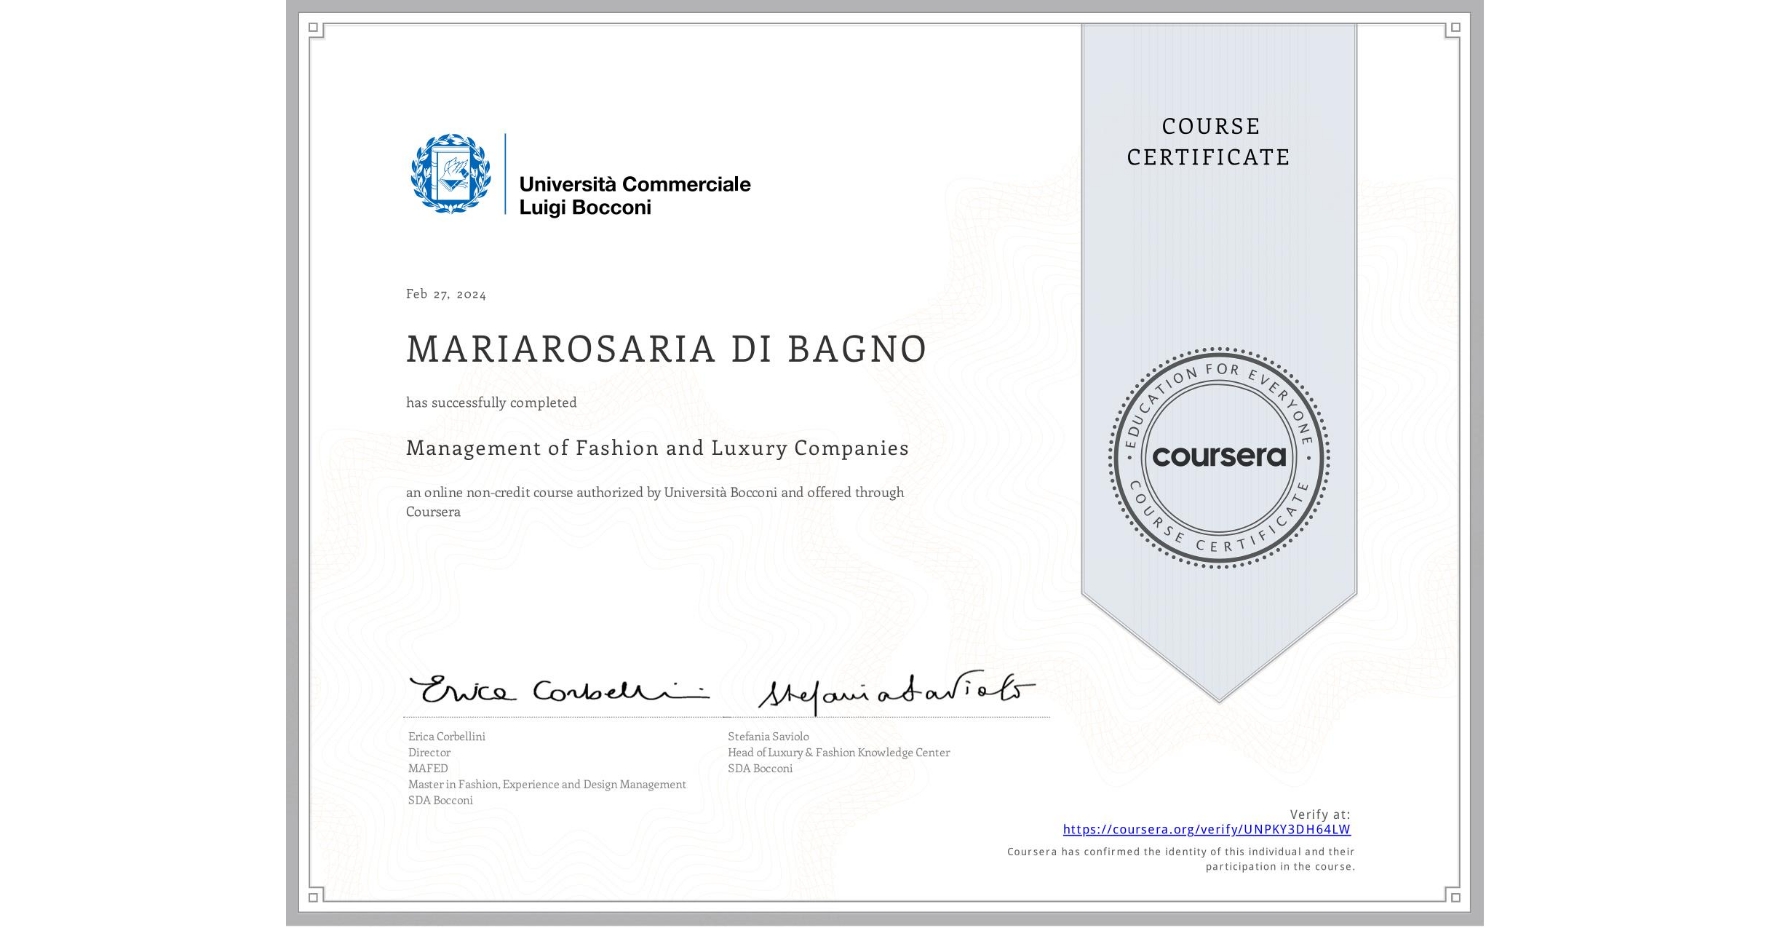 COURSE
CERTIFICATE
Università Commerciale
Luigi Bocconi
Feb 27, 2024
MARIAROSARIA DI BAGNO
has successfully completed
Management of Fashion and Luxury Companies
an online non-credit course authorized by Università Bocconi and offered through
Coursera
EDUCATION FOR EVERYONE
coursera
COURSE CERTIFICATE
Erica Corbellini
Stefania Saviolo
Erica Corbellini
Director
MAFED
Master in Fashion, Experience and Design Management
SDA Bocconi
Stefania Saviolo
Head of Luxury & Fashion Knowledge Center
SDA Bocconi
Verify at:
https://coursera.org/verify/UNPKY3DH64LW
Coursera has confirmed the identity of this individual and their
participation in the course.